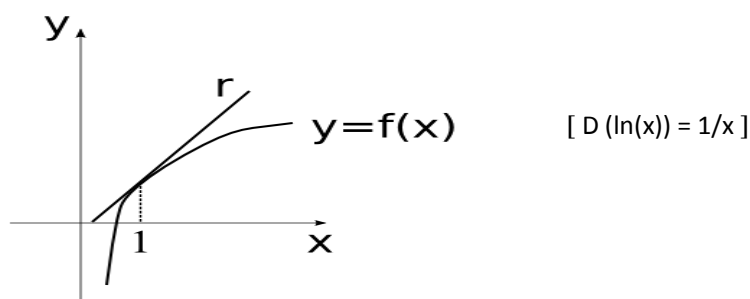 y
r
y=f(x)
[ D (ln(x)) = 1/x ]
1
x